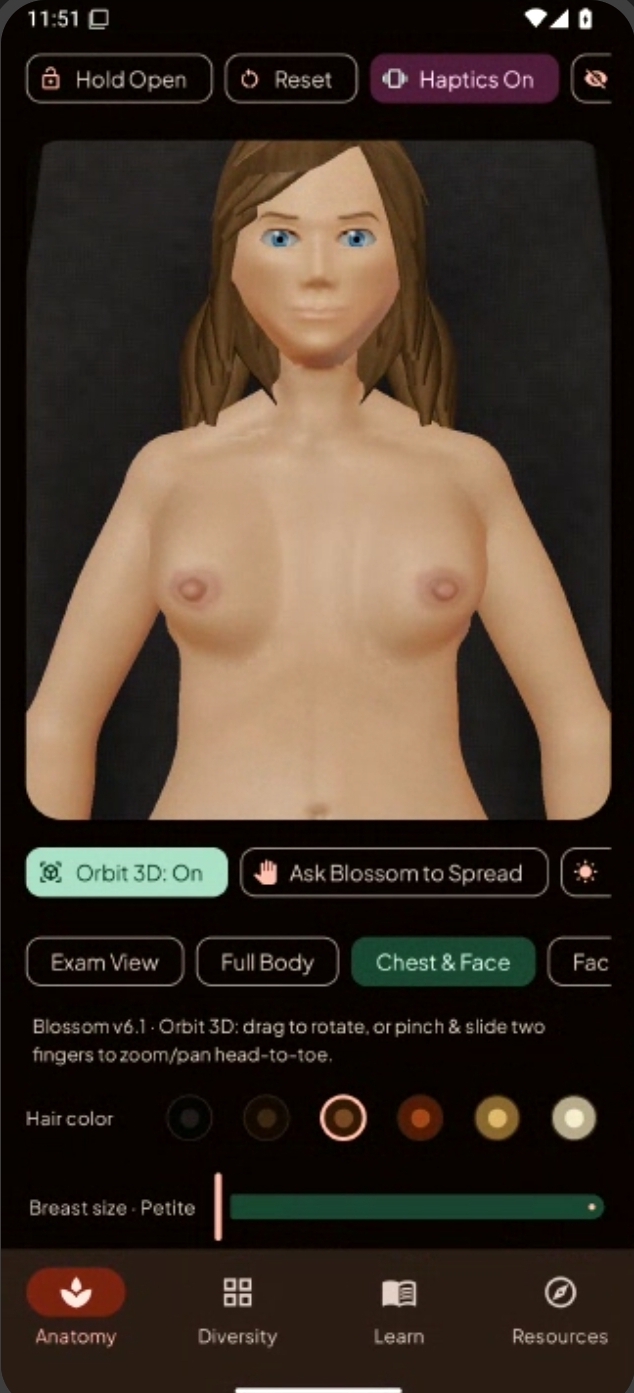 11:51
Hold Open
Reset
Haptics On
Orbit 3D: On
Ask Blossom to Spread
Exam View
Full Body
Chest & Face
Fac
Blossom v6.1 · Orbit 3D: drag to rotate, or pinch & slide two
fingers to zoom/pan head-to-toe.
Hair color
Breast size · Petite
Anatomy
Diversity
Learn
Resources